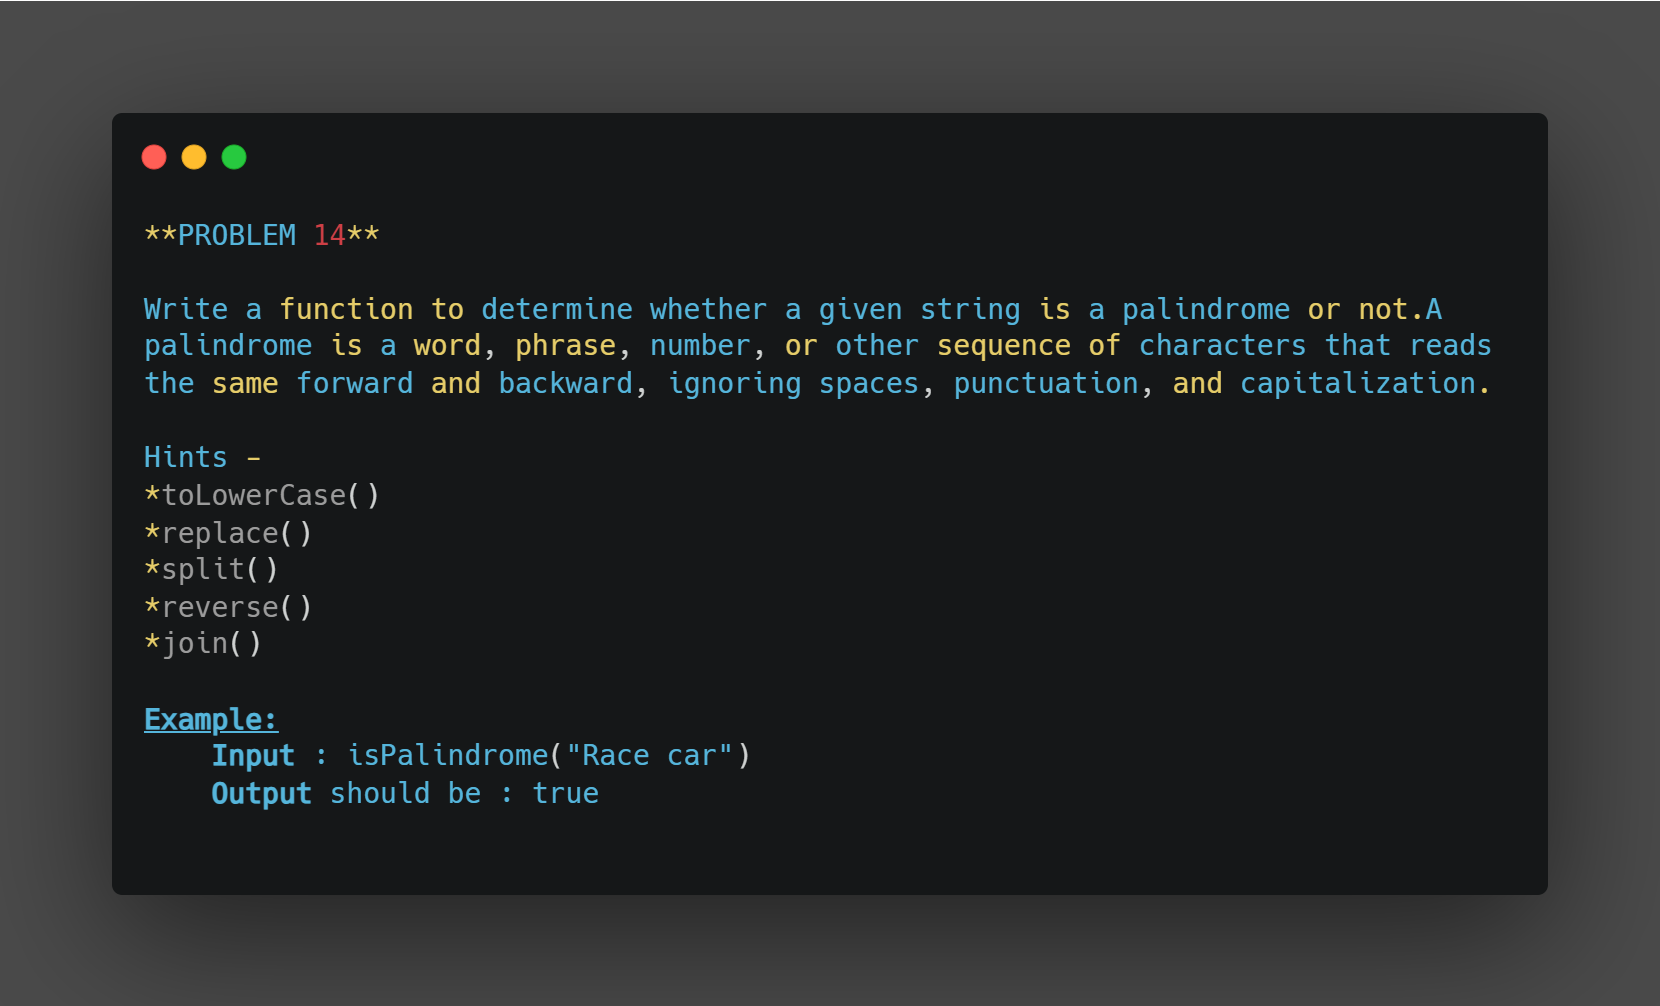 **PROBLEM 14**
Write a function to determine whether a given string is a palindrome or not.A
palindrome is a word, phrase, number, or other sequence of characters that reads
the same forward and backward, ignoring spaces, punctuation, and capitalization.
Hints -
*toLowerCase()
*replace()
*split()
*reverse()
*join()
Example:
Input : isPalindrome("Race car")
Output should be : true